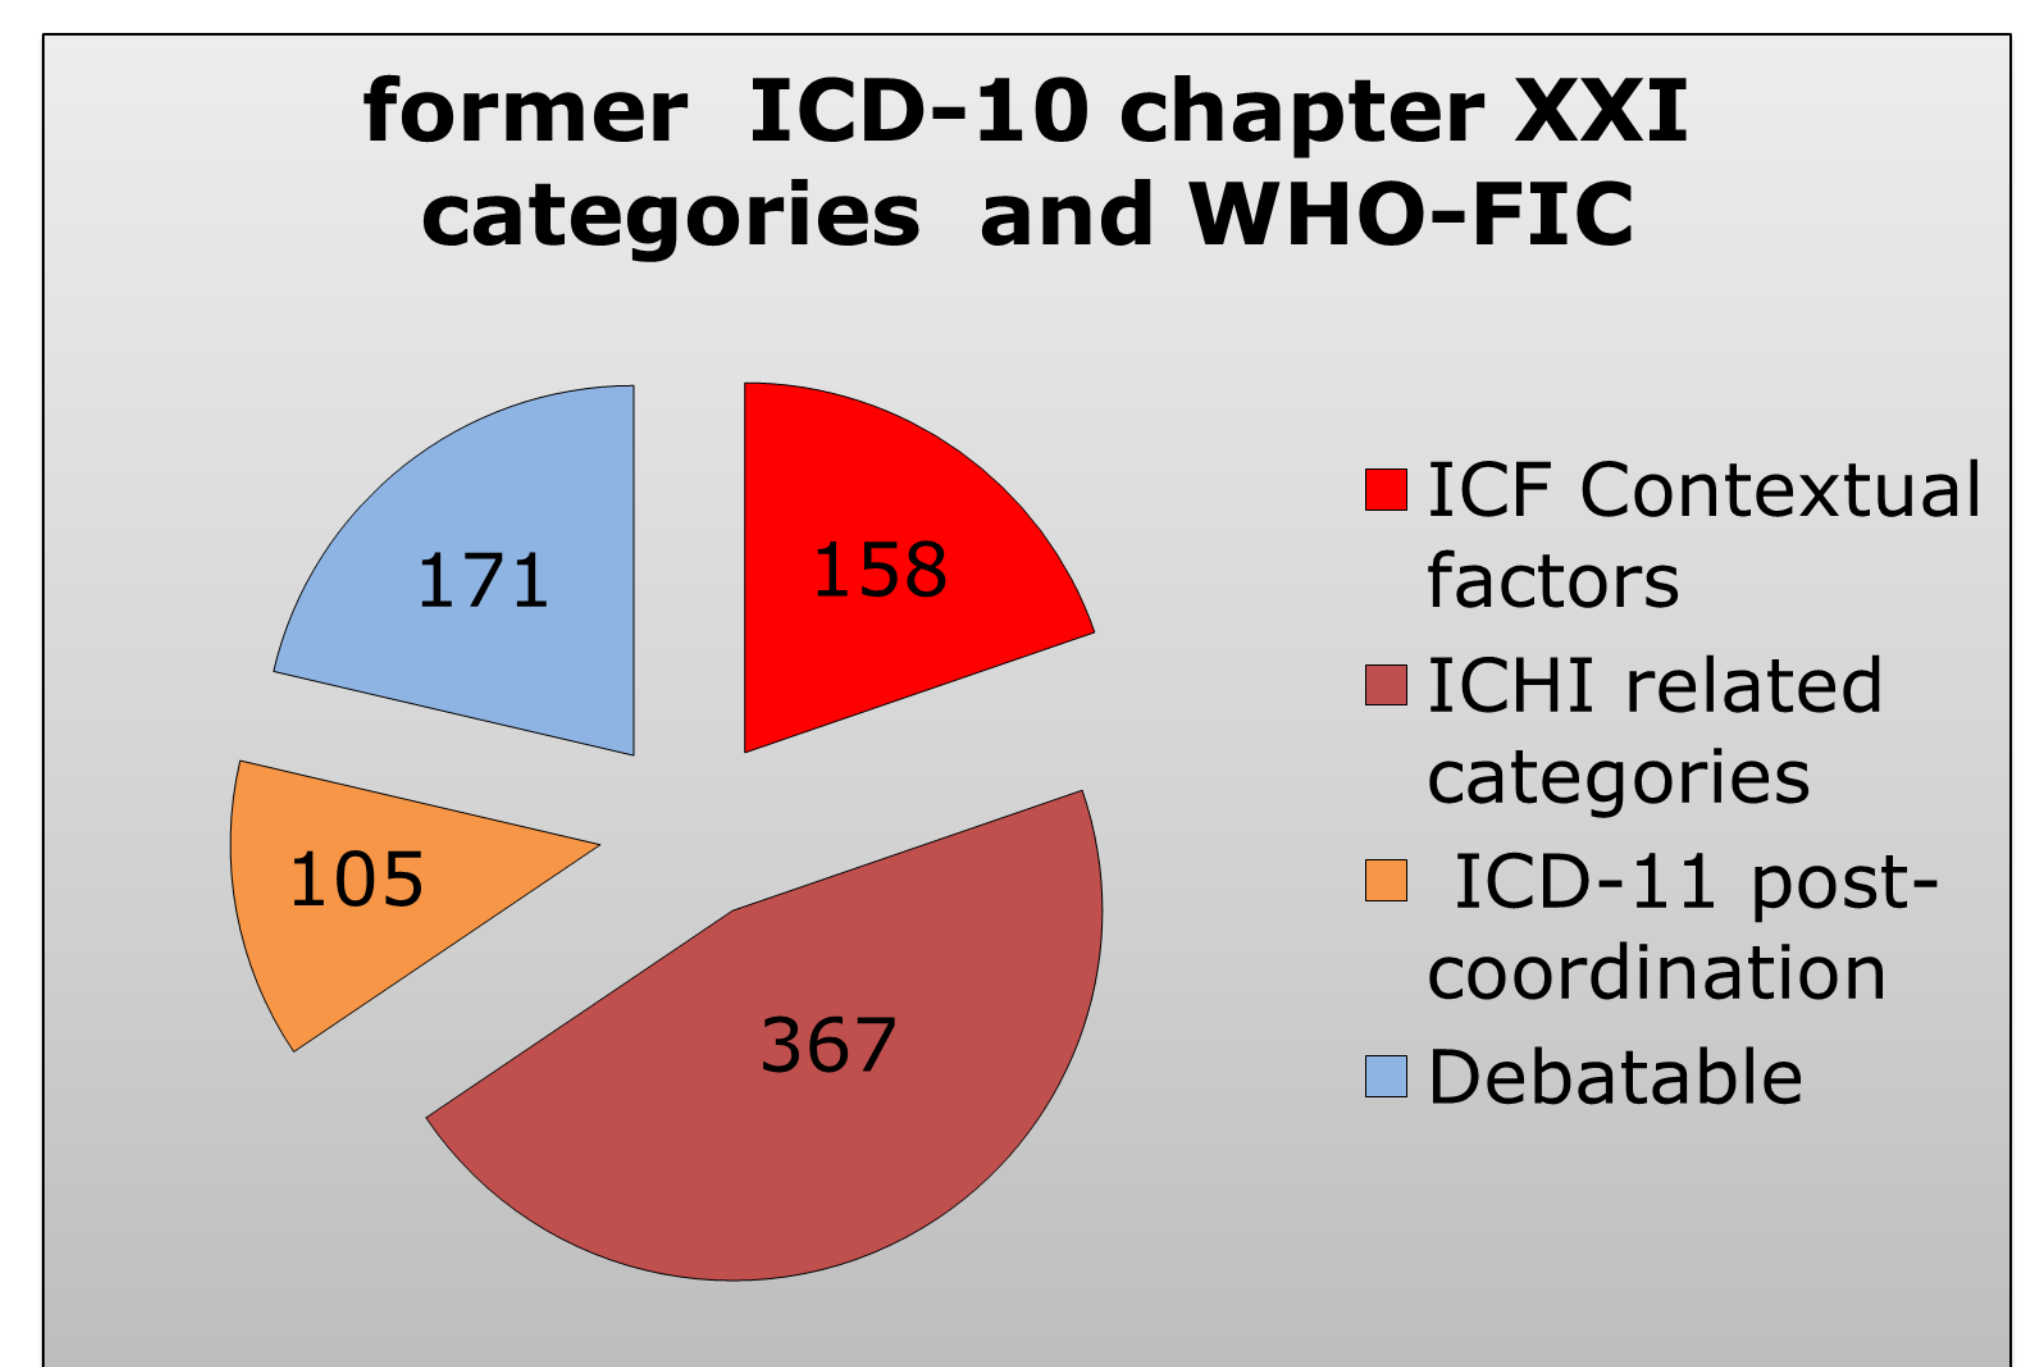 former  ICD-10 chapter XXI
categories  and WHO-FIC
171
158
105
367
ICF Contextual
factors
ICHI related
categories
ICD-11 post-
coordination
Debatable